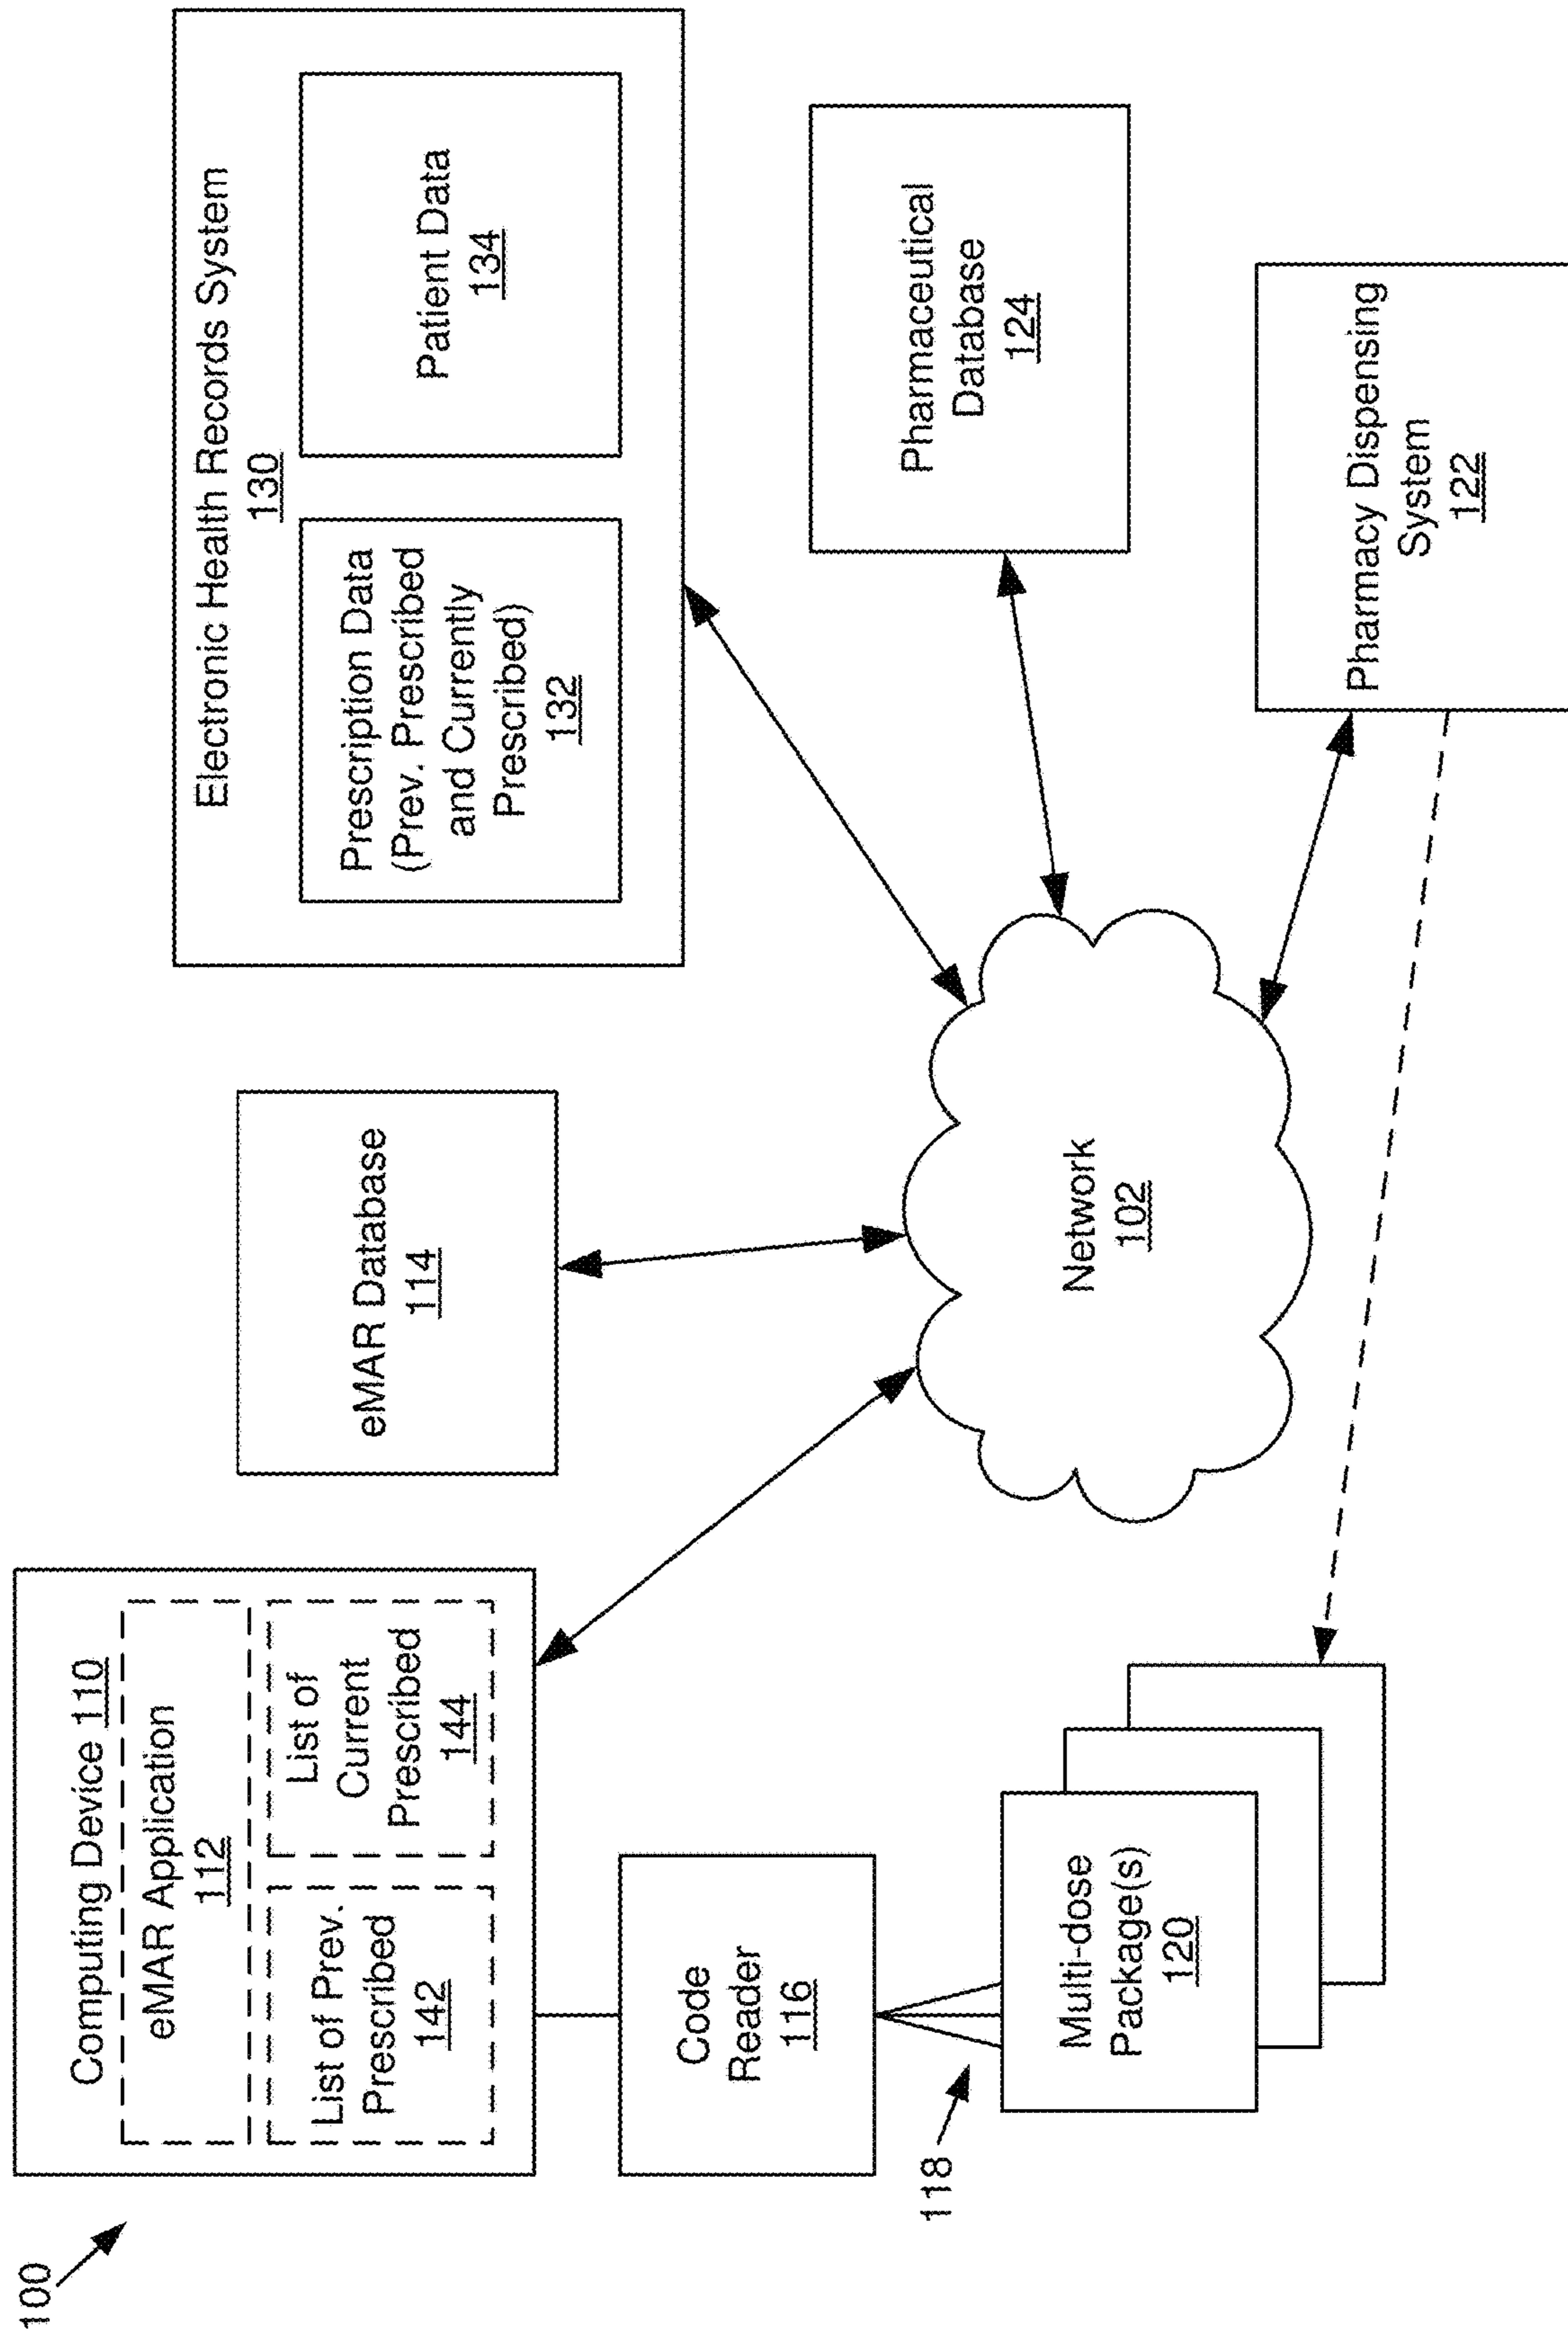 100
Computing Device 110
eMAR Application
112
List of Prev.
Prescribed
142
List of
Current
Prescribed
144
eMAR Database
114
Electronic Health Records System
130
Prescription Data
(Prev. Prescribed
and Currently
Prescribed)
132
Patient Data
134
Code
Reader
116
118
Multi-dose
Package(s)
120
Network
102
Pharmaceutical
Database
124
Pharmacy Dispensing
System
122